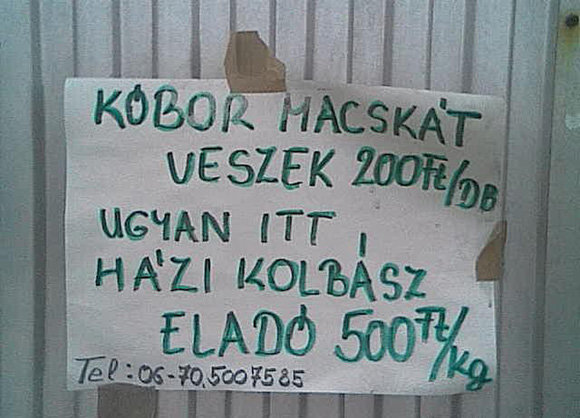 KÓBOR MACSKÁT
VESZEK 200Ft/DB
UGYAN ITT
HÁZI KOLBÁSZ
ELADÓ 500Ft/kg
Tel: 06-70.5007585